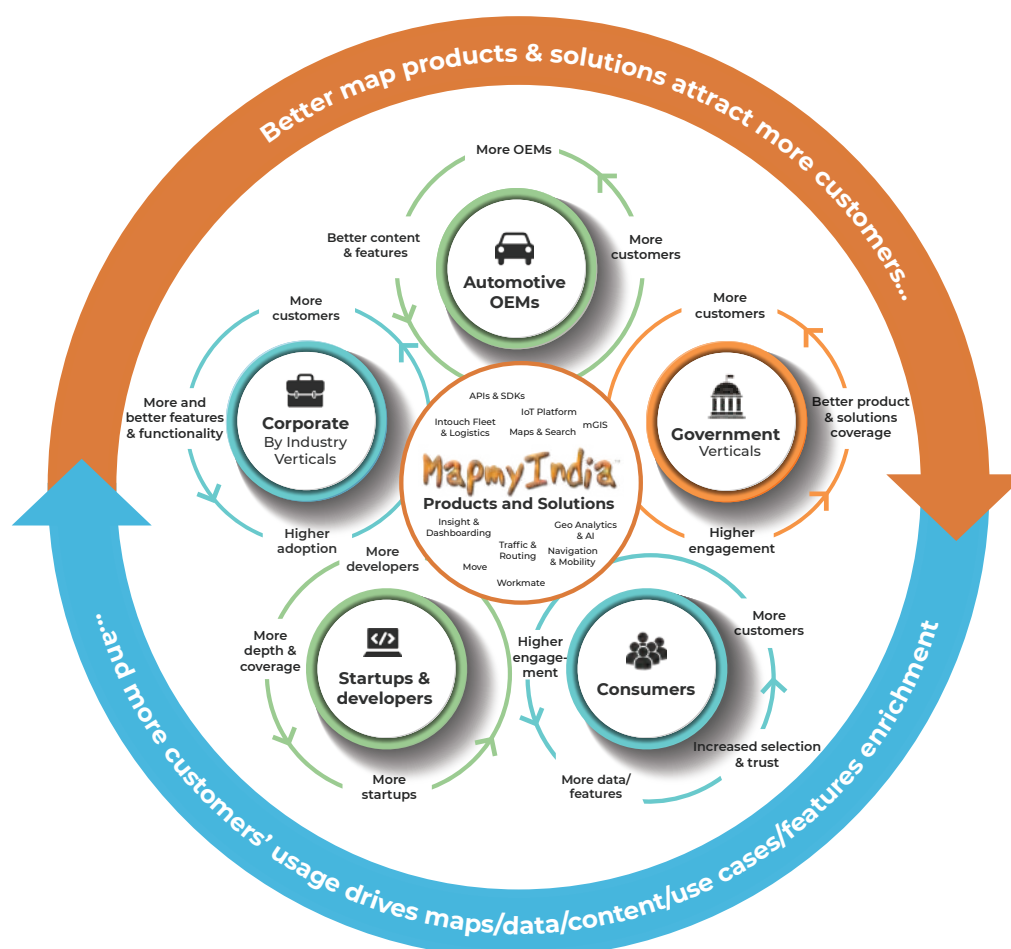 Better map products & solutions attract more customers...
More OEMs
Better content
& features
More
customers
Automotive
OEMs
More
customers
More and
better features
& functionality
Corporate
By Industry
Verticals
Higher
adoption
More
customers
Better product
& solutions
coverage
Government
Verticals
Higher
engagement
APIs & SDKs
IoT Platform
Intouch Fleet
& Logistics
Maps & Search
mGIS
MapmyIndia
Products and Solutions
Insight &
Dashboarding
Geo Analytics
& AI
Traffic &
Routing
Navigation
& Mobility
Move
Workmate
More
developers
More
depth &
coverage
Startups &
developers
More
startups
Higher
engage-
ment
More
customers
Consumers
Increased selection
& trust
More data/
features
...and more customers’ usage drives maps/data/content/use cases/features enrichment